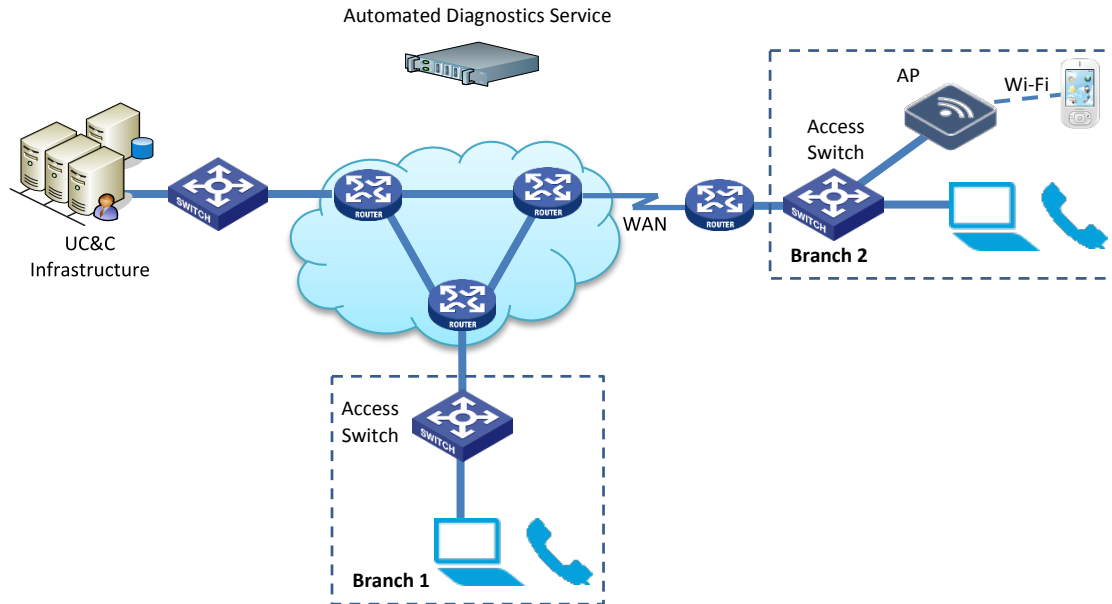 Automated Diagnostics Service
AP
Wi-Fi
Access
Switch
SWITCH
ROUTER
ROUTER
WAN
ROUTER
SWITCH
UC&C
Infrastructure
Branch 2
ROUTER
Access
Switch
SWITCH
Branch 1